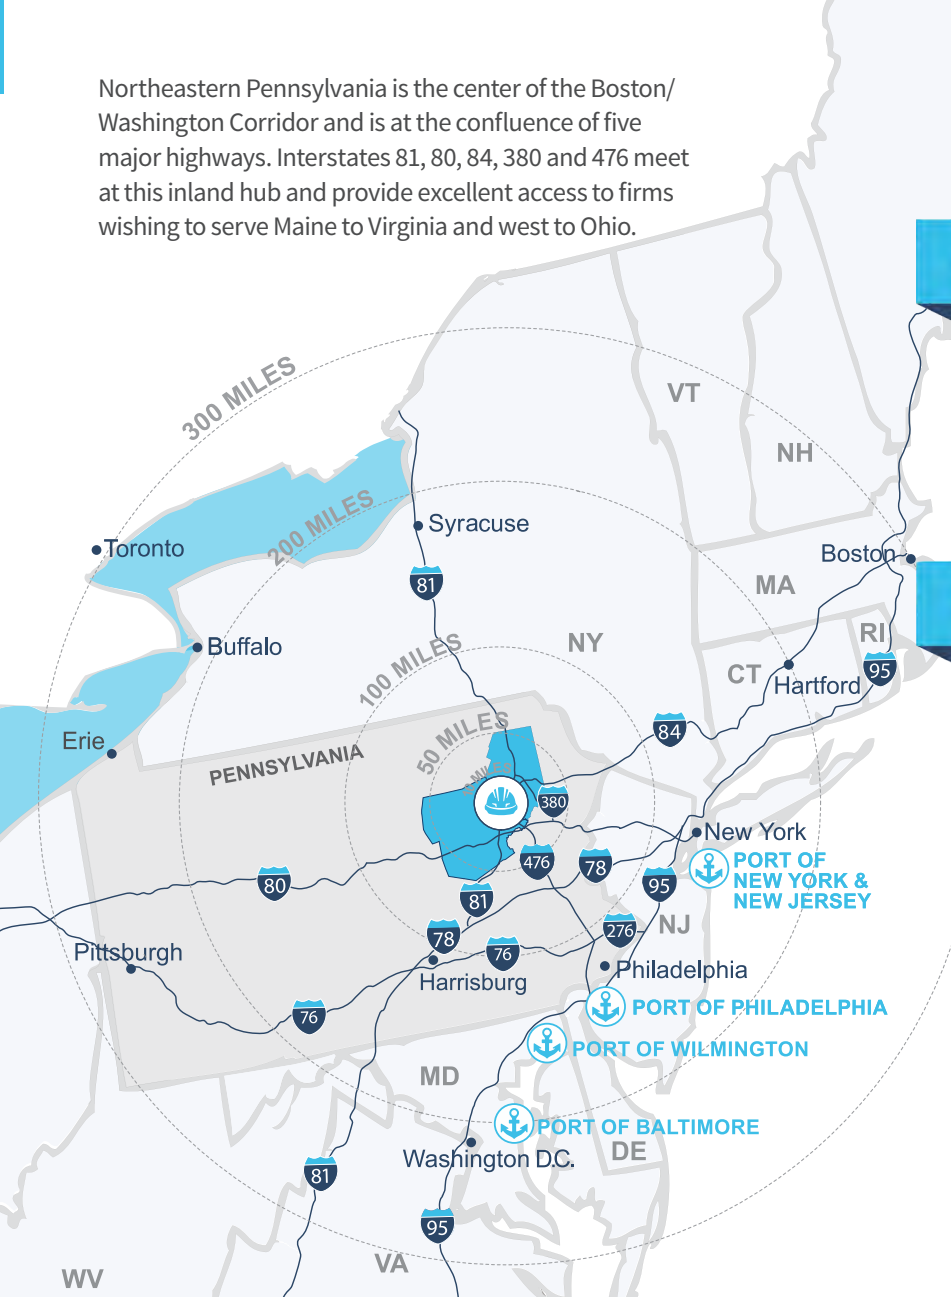 Northeastern Pennsylvania is the center of the Boston/
Washington Corridor and is at the confluence of five
major highways. Interstates 81, 80, 84, 380 and 476 meet
at this inland hub and provide excellent access to firms
wishing to serve Maine to Virginia and west to Ohio.
300 MILES
VT
NH
200 MILES
Syracuse
Toronto
Boston
81
MA
NY
RI
Buffalo
100 MILES
CT
95
Hartford
50 MILES
84
Erie
PENNSYLVANIA
MILES
380
New York
PORT OF
NEW YORK &
NEW JERSEY
476
78
80
95
81
NJ
276
78
76
Pittsburgh
Harrisburg
Philadelphia
76
PORT OF PHILADELPHIA
PORT OF WILMINGTON
MD
PORT OF BALTIMORE
Washington D.C.
DE
81
95
VA
WV